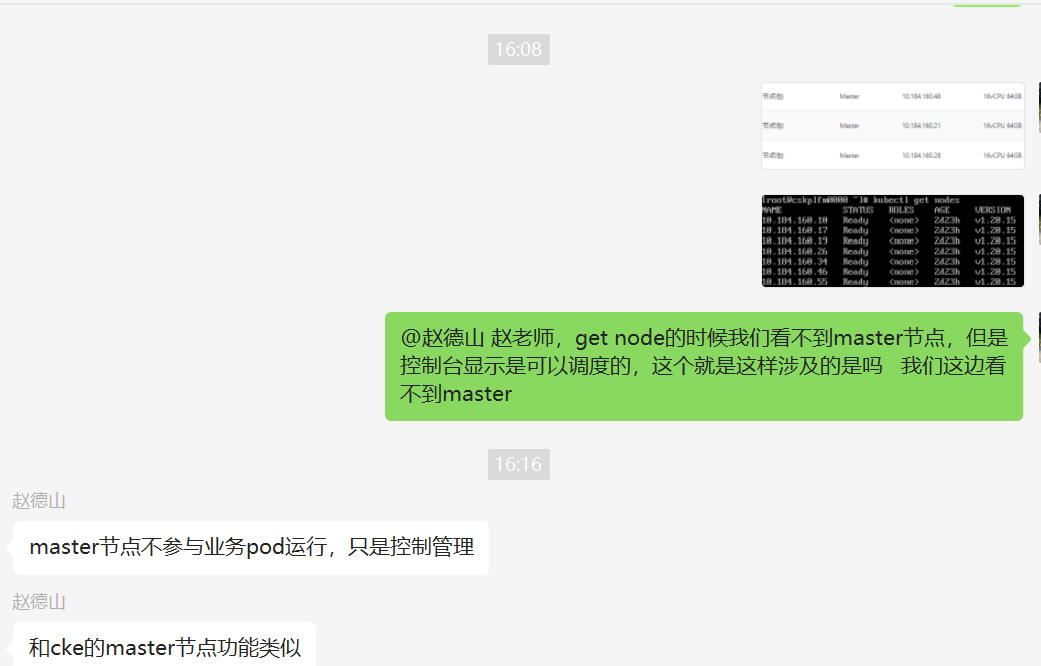 16:08
节点池 Master 10.184.160.48 16vCPU 64GB
节点池 Master 10.184.160.21 16vCPU 64GB
节点池 Master 10.184.160.28 16vCPU 64GB
[root@cskplfm0000 ~]# kubectl get nodes
NAME STATUS ROLES AGE VERSION
10.184.160.10 Ready <none> 2d23h v1.20.15
10.184.160.17 Ready <none> 2d23h v1.20.15
10.184.160.19 Ready <none> 2d23h v1.20.15
10.184.160.26 Ready <none> 2d23h v1.20.15
10.184.160.34 Ready <none> 2d23h v1.20.15
10.184.160.46 Ready <none> 2d23h v1.20.15
10.184.160.55 Ready <none> 2d23h v1.20.15
@赵德山 赵老师，get node的时候我们看不到master节点，但是
控制台显示是可以调度的，这个就是这样涉及的是吗 我们这边看
不到master
16:16
赵德山
master节点不参与业务pod运行，只是控制管理
赵德山
和cke的master节点功能类似